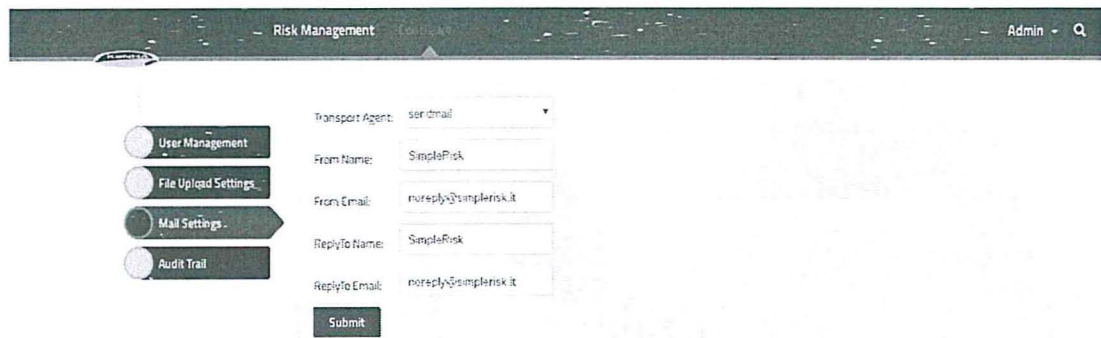 Risk Management
Configure
Admin
User Management
File Upload Settings
Mail Settings
Audit Trail
Transport Agent: sendmail
From Name: SimpleRisk
From Email: noreply@simplerisk.it
ReplyTo Name: SimpleRisk
ReplyTo Email: noreply@simplerisk.it
Submit